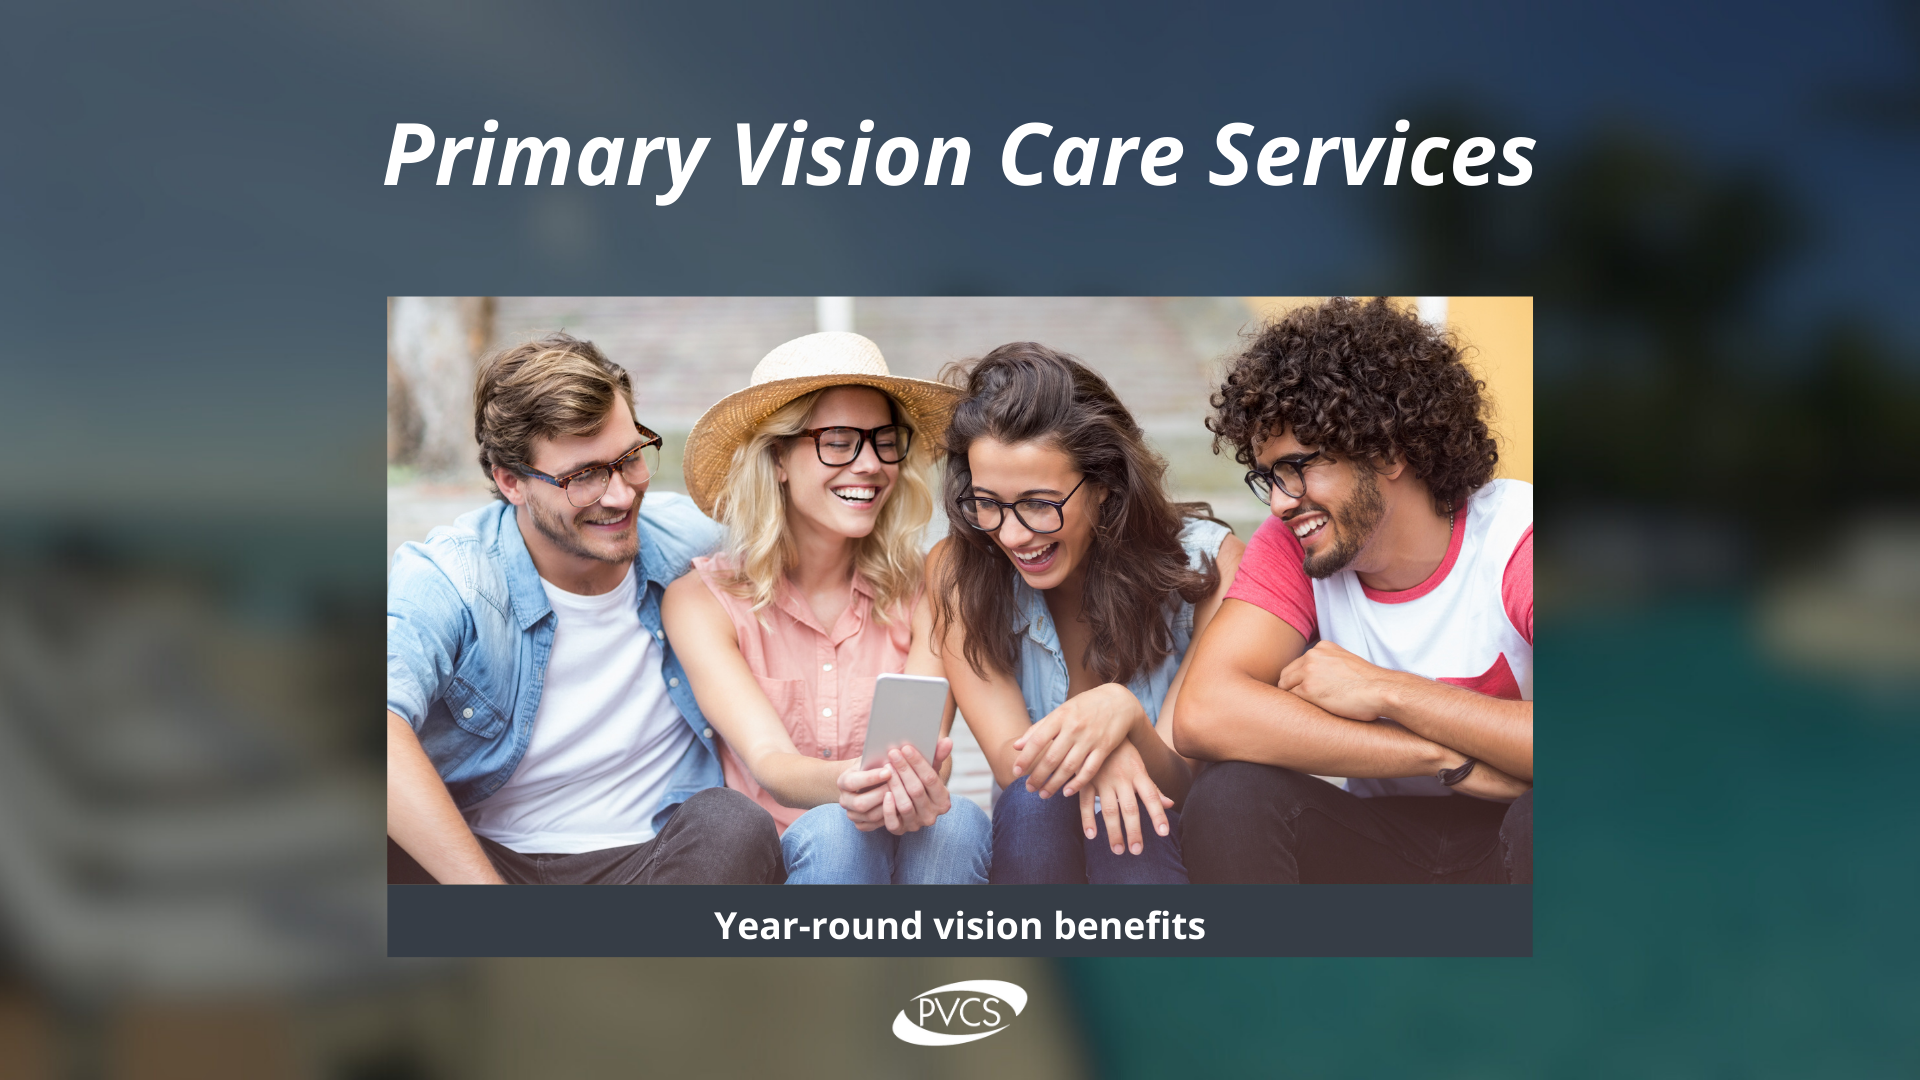 Primary Vision Care Services
Year-round vision benefits
PVCS